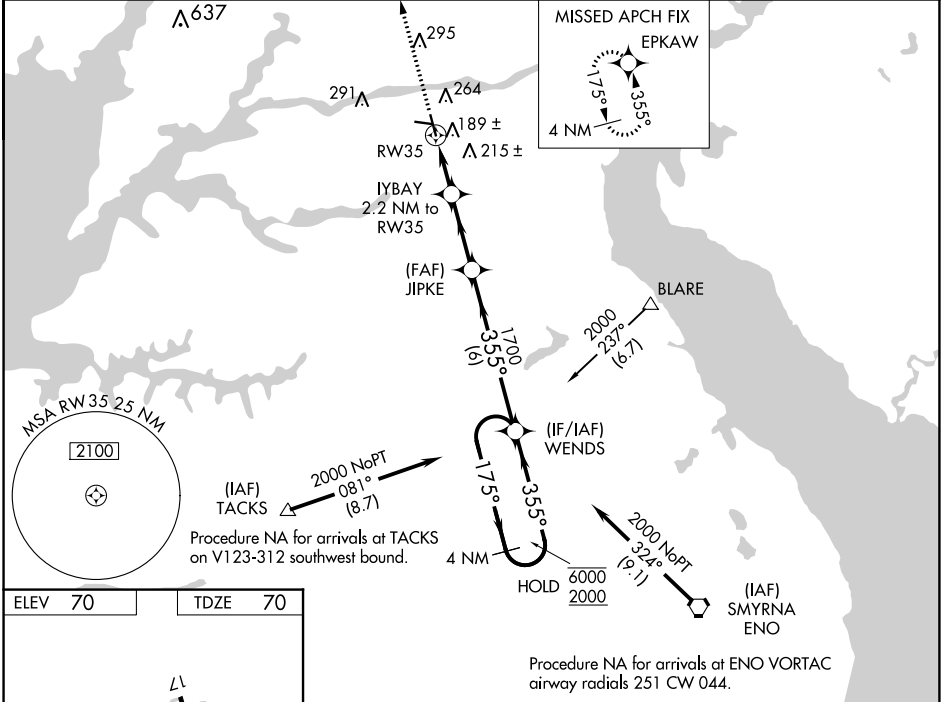 637
295
291
264
189 ±
RW35
215 ±
IYBAY
2.2 NM to
RW35
(FAF)
JIPKE
MISSED APCH FIX
EPKAW
175°
355°
4 NM
BLARE
2000
237°
(6.7)
1700
355°
(6)
(IF/IAF)
WENDS
MSA RW35 25 NM
2100
(IAF)
TACKS
2000 NoPT
081°
(8.7)
Procedure NA for arrivals at TACKS
on V123-312 southwest bound.
175°
355°
4 NM
HOLD
6000
2000
2000 NoPT
324°
(9.1)
(IAF)
SMYRNA
ENO
Procedure NA for arrivals at ENO VORTAC
airway radials 251 CW 044.
ELEV 70
TDZE 70
17